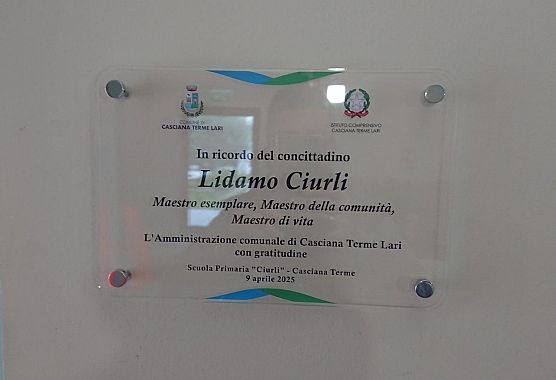 COMUNE DI
CASCIANA TERME LARI
ISTITUTO COMPRENSIVO
CASCIANA TERME LARI
In ricordo del concittadino
Lidamo Ciurli
Maestro esemplare, Maestro della comunità,
Maestro di vita
L'Amministrazione comunale di Casciana Terme Lari
con gratitudine
Scuola Primaria "Ciurli" - Casciana Terme
9 aprile 2025